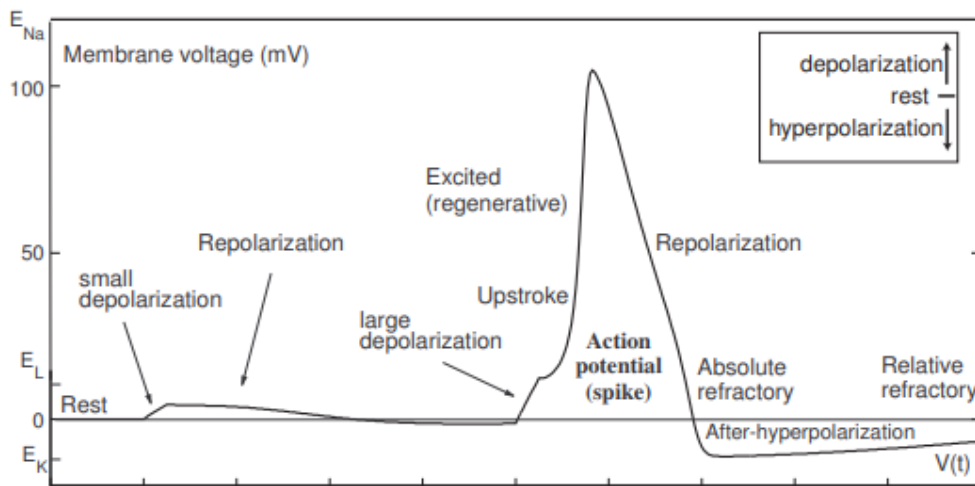 E_Na
Membrane voltage (mV)
depolarization
rest
hyperpolarization
100
Excited
(regenerative)
Repolarization
Repolarization
50
small
depolarization
Upstroke
large
depolarization
Action
potential
(spike)
Absolute
refractory
Relative
refractory
E_L
Rest
0
After-hyperpolarization
E_K
V(t)